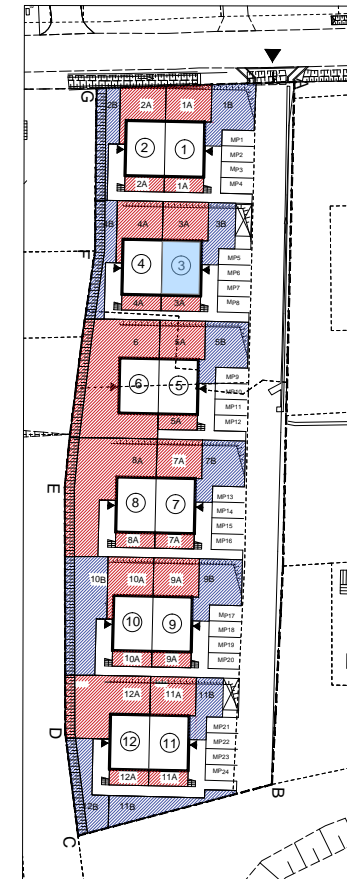 G
2B
2A
1A
1B
2
1
MP1
MP2
MP3
MP4
2A
1A
4B
4A
3A
3B
F
4
3
MP5
MP6
MP7
MP8
4A
3A
6
5A
5B
6
5
MP9
MP10
MP11
MP12
5A
8A
7A
7B
E
8
7
MP13
MP14
MP15
MP16
8A
7A
10B
10A
9A
9B
10
9
MP17
MP18
MP19
MP20
10A
9A
12A
11A
11B
D
12
11
MP21
MP22
MP23
MP24
12A
11A
B
12B
11B
C